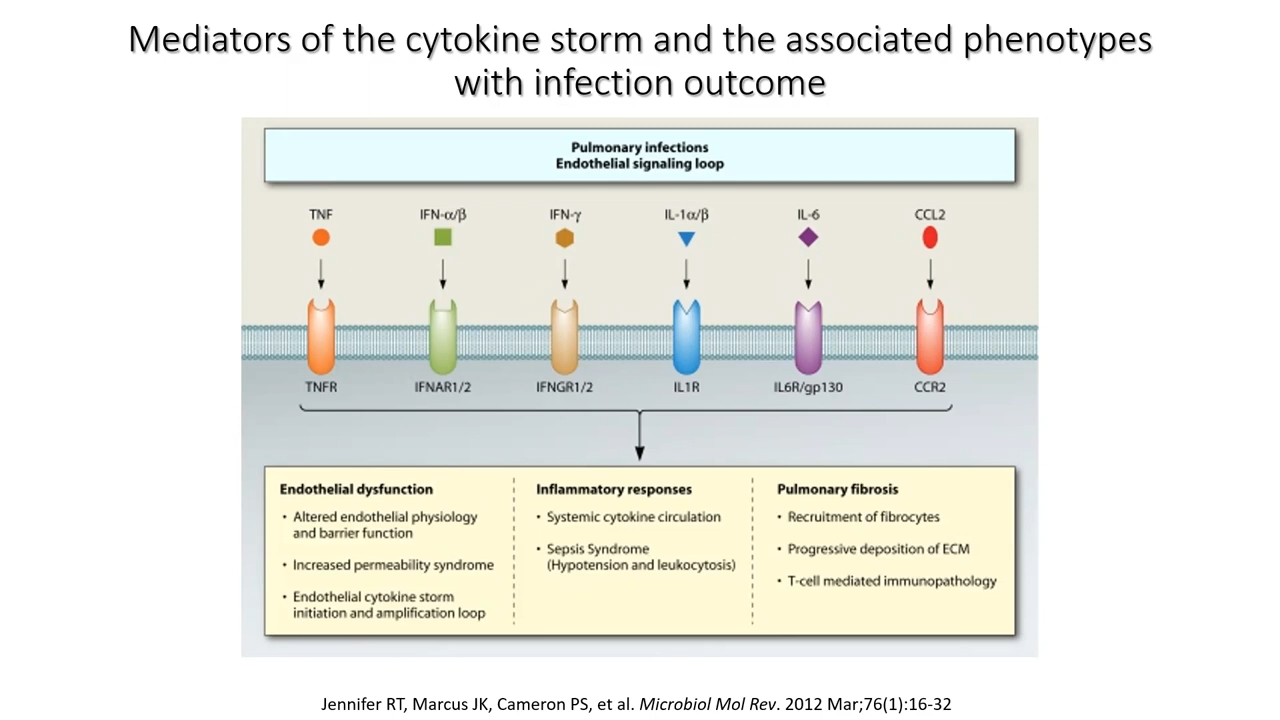 Mediators of the cytokine storm and the associated phenotypes
with infection outcome
Pulmonary infections
Endothelial signaling loop
TNF IFN-α/β IFN-γ IL-1α/β IL-6 CCL2
TNFR IFNAR1/2 IFNGR1/2 IL1R IL6R/gp130 CCR2
Endothelial dysfunction
• Altered endothelial physiology
and barrier function
• Increased permeability syndrome
• Endothelial cytokine storm
initiation and amplification loop
Inflammatory responses
• Systemic cytokine circulation
• Sepsis Syndrome
(Hypotension and leukocytosis)
Pulmonary fibrosis
• Recruitment of fibrocytes
• Progressive deposition of ECM
• T-cell mediated immunopathology
Jennifer RT, Marcus JK, Cameron PS, et al. Microbiol Mol Rev. 2012 Mar;76(1):16-32